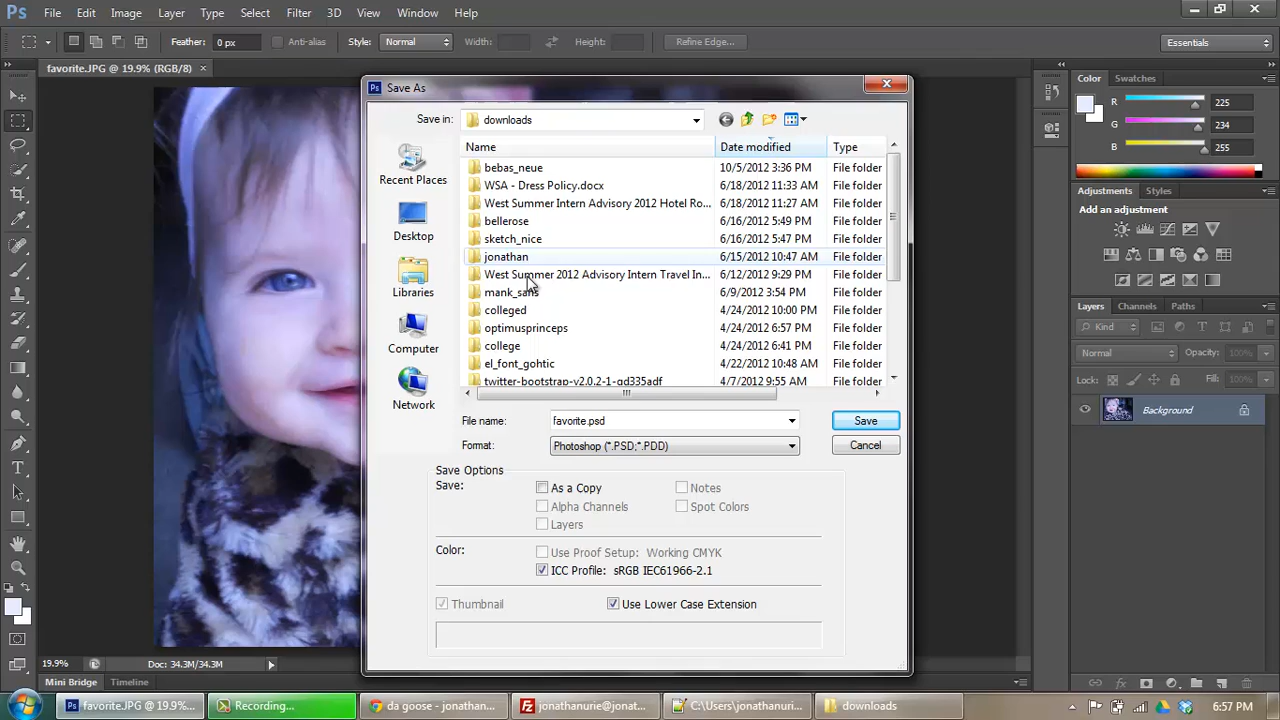 Ps File Edit Image Layer Type Select Filter 3D View Window Help
Feather: 0 px Anti-alias Style: Normal Width: Height: Refine Edge... Essentials
favorite.JPG @ 19.9% (RGB/8) ×
Save As
Save in: downloads
Name Date modified Type
bebas_neue 10/5/2012 3:36 PM File folder
WSA - Dress Policy.docx 6/18/2012 11:33 AM File folder
West Summer Intern Advisory 2012 Hotel Ro... 6/18/2012 11:27 AM File folder
bellerose 6/16/2012 5:49 PM File folder
sketch_nice 6/16/2012 5:47 PM File folder
jonathan 6/15/2012 10:47 AM File folder
West Summer 2012 Advisory Intern Travel In... 6/12/2012 9:29 PM File folder
mank_sans 6/9/2012 3:54 PM File folder
colleged 4/24/2012 10:00 PM File folder
optimusprinceps 4/24/2012 6:57 PM File folder
college 4/24/2012 6:41 PM File folder
el_font_gohtic 4/22/2012 10:48 AM File folder
twitter-bootstrap-v2.0.2-1-gd335adf 4/7/2012 9:55 AM File folder
Recent Places
Desktop
Libraries
Computer
Network
File name: favorite.psd Save
Format: Photoshop (*.PSD;*.PDD) Cancel
Save Options
Save: As a Copy Notes
Alpha Channels Spot Colors
Layers
Color: Use Proof Setup: Working CMYK
ICC Profile: sRGB IEC61966-2.1
Thumbnail Use Lower Case Extension
Color Swatches
R 225
G 234
B 255
Adjustments Styles
Add an adjustment
Layers Channels Paths
Kind
Normal Opacity:
Lock: Fill:
Background
19.9% Doc: 34.3M/34.3M
Mini Bridge Timeline
favorite.JPG @ 19.9%... Recording... da goose - jonathan... jonathanurie@jonat... C:\Users\jonathanuri... downloads 6:57 PM